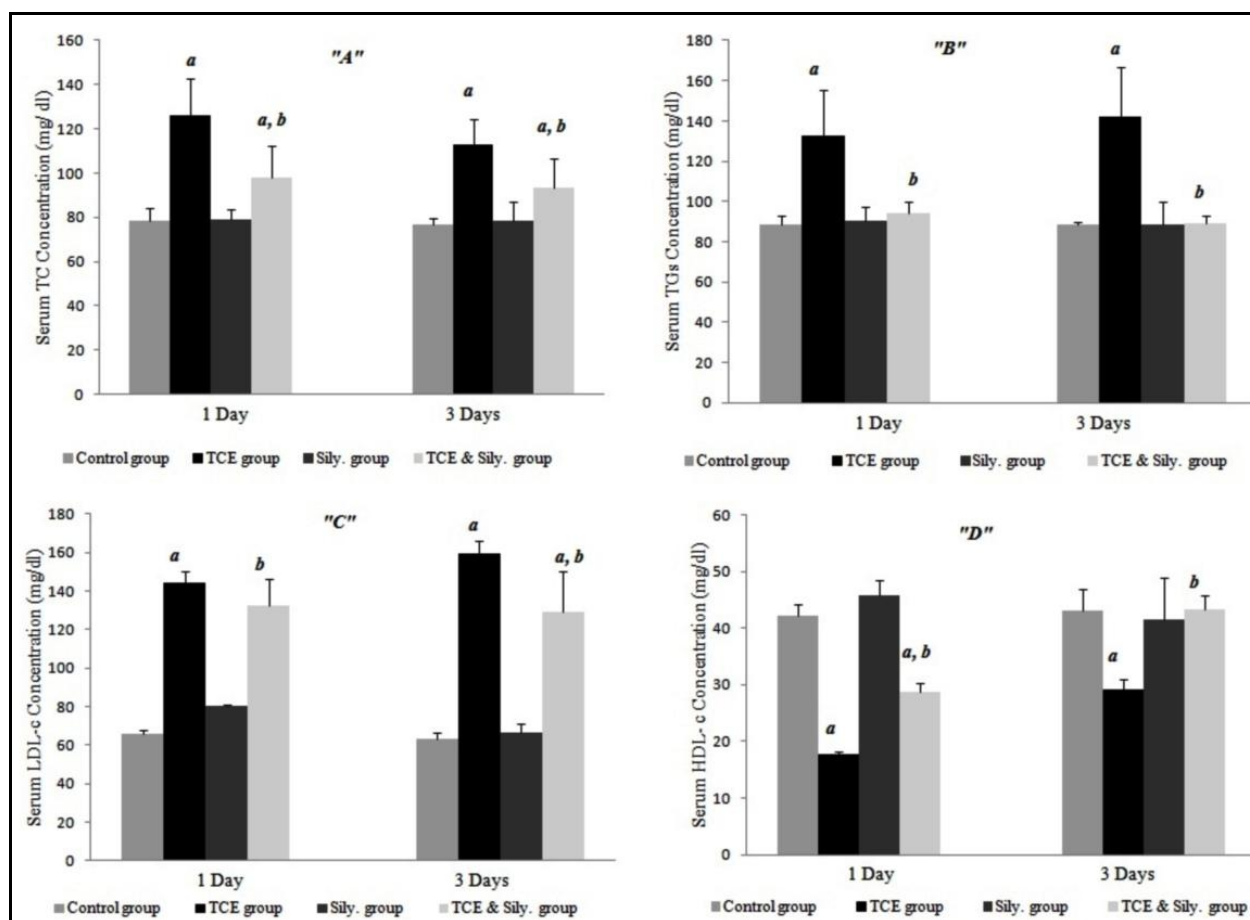 "A"
Serum TC Concentration (mg/ dl)
160
140
120
100
80
60
40
20
0
a
a, b
a
a, b
1 Day
3 Days
Control group TCE group Sily. group TCE & Sily. group
"B"
Serum TGs Concentration (mg/dl)
180
160
140
120
100
80
60
40
20
0
a
b
a
b
1 Day
3 Days
Control group TCE group Sily. group TCE & Sily. group
"C"
Serum LDL-c Concentration (mg/dl)
180
160
140
120
100
80
60
40
20
0
a
b
a
a, b
1 Day
3 Days
Control group TCE group Sily. group TCE & Sily. group
"D"
Serum HDL- c Concentration (mg/dl)
60
50
40
30
20
10
0
a
a, b
a
b
1 Day
3 Days
Control group TCE group Sily. group TCE & Sily. group